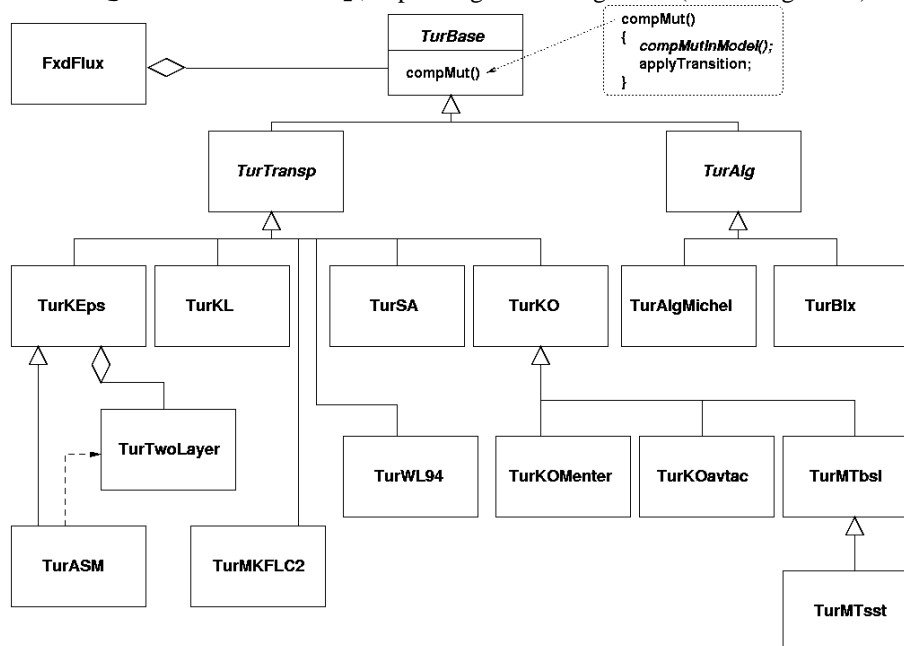 TurBase
compMut()
compMut()
{
compMutInModel();
applyTransition;
}
FxdFlux
TurTransp
TurAlg
TurKEps
TurKL
TurSA
TurKO
TurAlgMichel
TurBlx
TurTwoLayer
TurWL94
TurKOMenter
TurKOavtac
TurMTbsl
TurASM
TurMKFLC2
TurMTsst